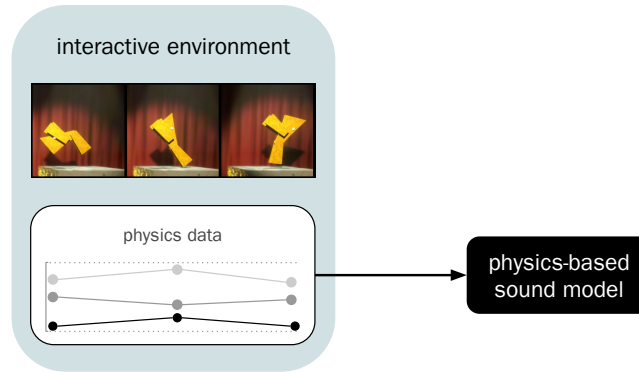 interactive environment
physics data
physics-based
sound model